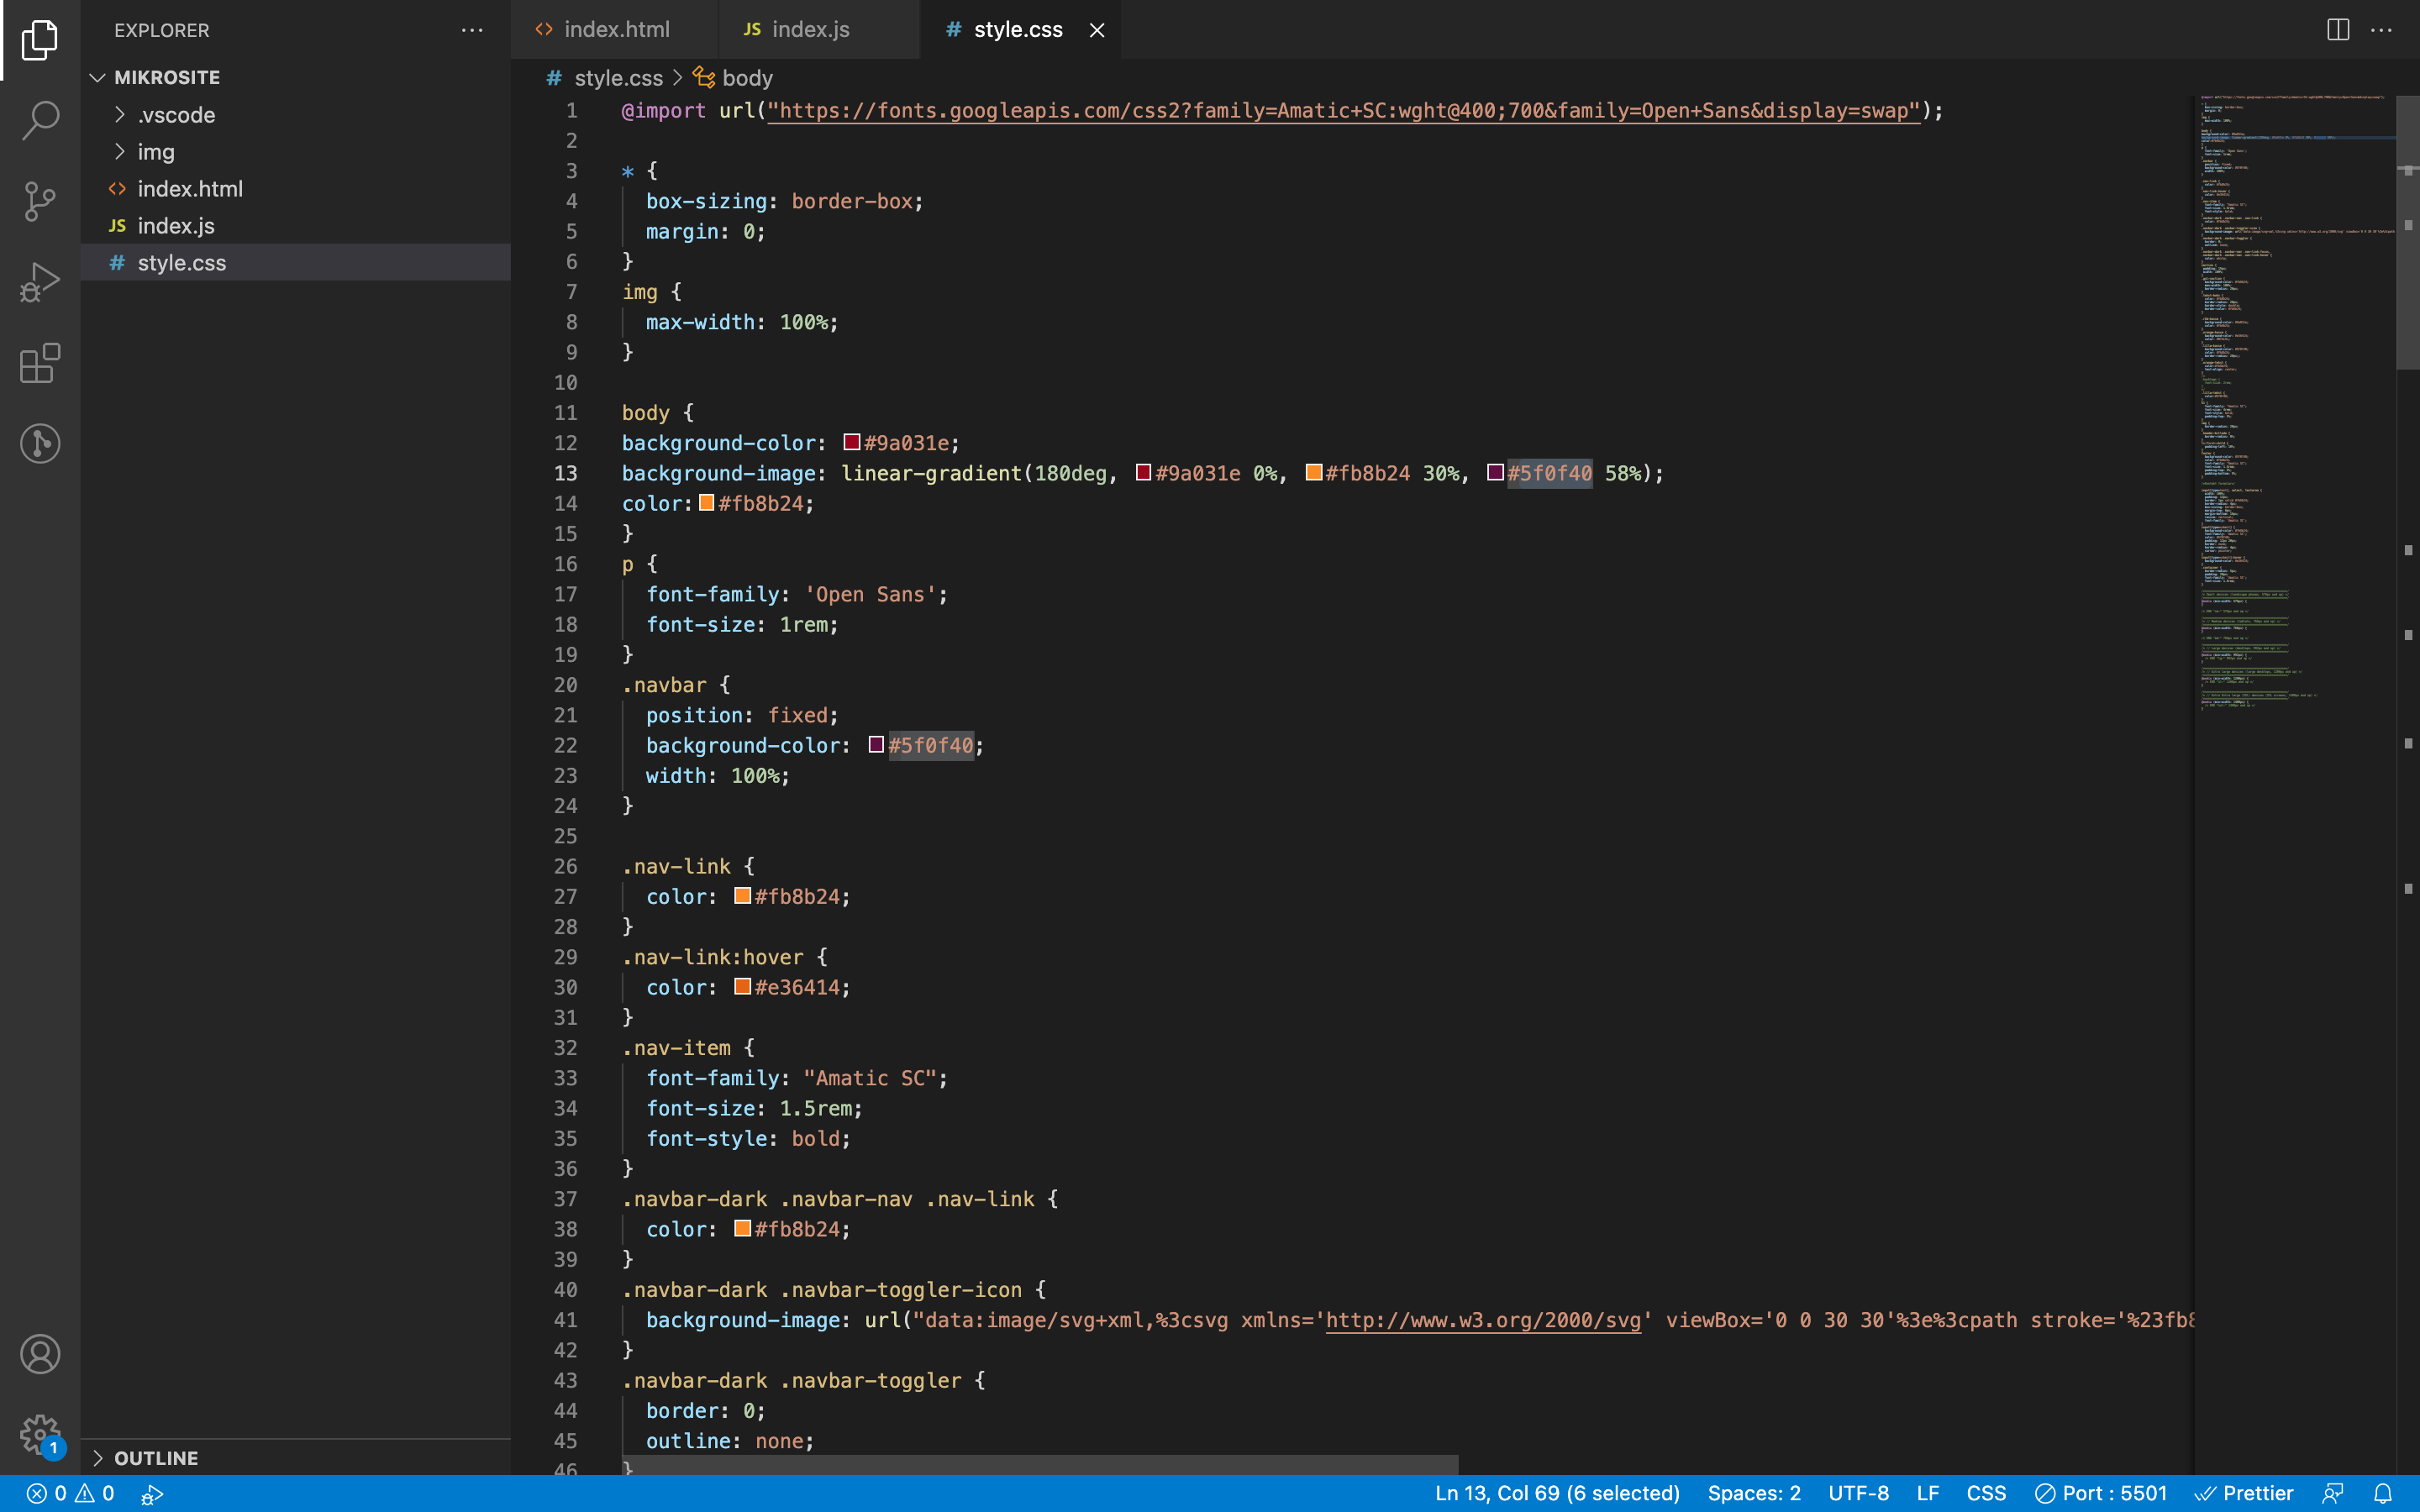 EXPLORER
MIKROSITE
.vscode
img
index.html
JS index.js
# style.css
OUTLINE
1
index.html
JS index.js
# style.css
# style.css > body
1 @import url("https://fonts.googleapis.com/css2?family=Amatic+SC:wght@400;700&family=Open+Sans&display=swap");
2
3 * {
4 box-sizing: border-box;
5 margin: 0;
6 }
7 img {
8 max-width: 100%;
9 }
10
11 body {
12 background-color: #9a031e;
13 background-image: linear-gradient(180deg, #9a031e 0%, #fb8b24 30%, #5f0f40 58%);
14 color: #fb8b24;
15 }
16 p {
17 font-family: 'Open Sans';
18 font-size: 1rem;
19 }
20 .navbar {
21 position: fixed;
22 background-color: #5f0f40;
23 width: 100%;
24 }
25
26 .nav-link {
27 color: #fb8b24;
28 }
29 .nav-link:hover {
30 color: #e36414;
31 }
32 .nav-item {
33 font-family: "Amatic SC";
34 font-size: 1.5rem;
35 font-style: bold;
36 }
37 .navbar-dark .navbar-nav .nav-link {
38 color: #fb8b24;
39 }
40 .navbar-dark .navbar-toggler-icon {
41 background-image: url("data:image/svg+xml,%3csvg xmlns='http://www.w3.org/2000/svg' viewBox='0 0 30 30'%3e%3cpath stroke='%23fb8
42 }
43 .navbar-dark .navbar-toggler {
44 border: 0;
45 outline: none;
46 }
0 0
Ln 13, Col 69 (6 selected) Spaces: 2 UTF-8 LF CSS Port : 5501 Prettier